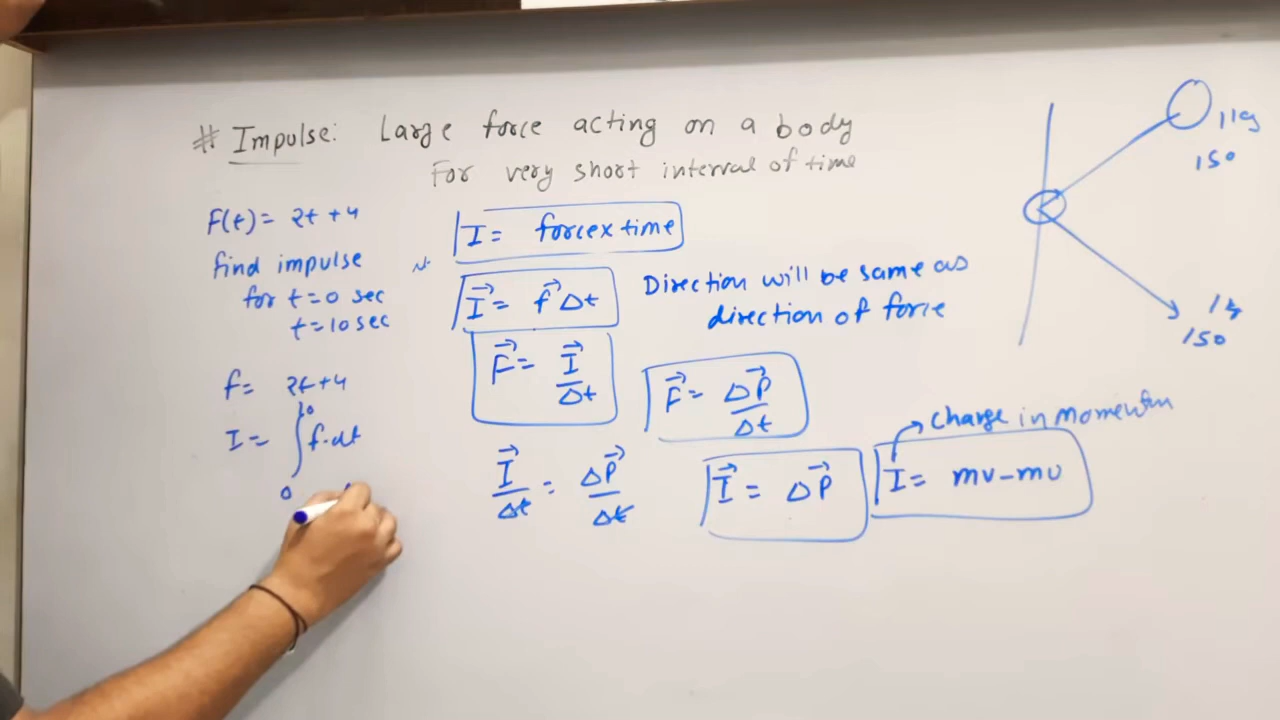 # Impulse: Large force acting on a body
For very short interval of time
F(t) = 2t + 4
find impulse
for t = 0 sec
t = 10 sec
f = 2t + 4
I = ∫ f·dt
10
0
I = force x time
I⃗ = f⃗ Δt
Direction will be same as
direction of force
F⃗ = I⃗ / Δt
F⃗ = ΔP⃗ / Δt
I⃗ / Δt = ΔP⃗ / Δt
I⃗ = ΔP⃗
I = mv - mu
Change in momentum
150
150